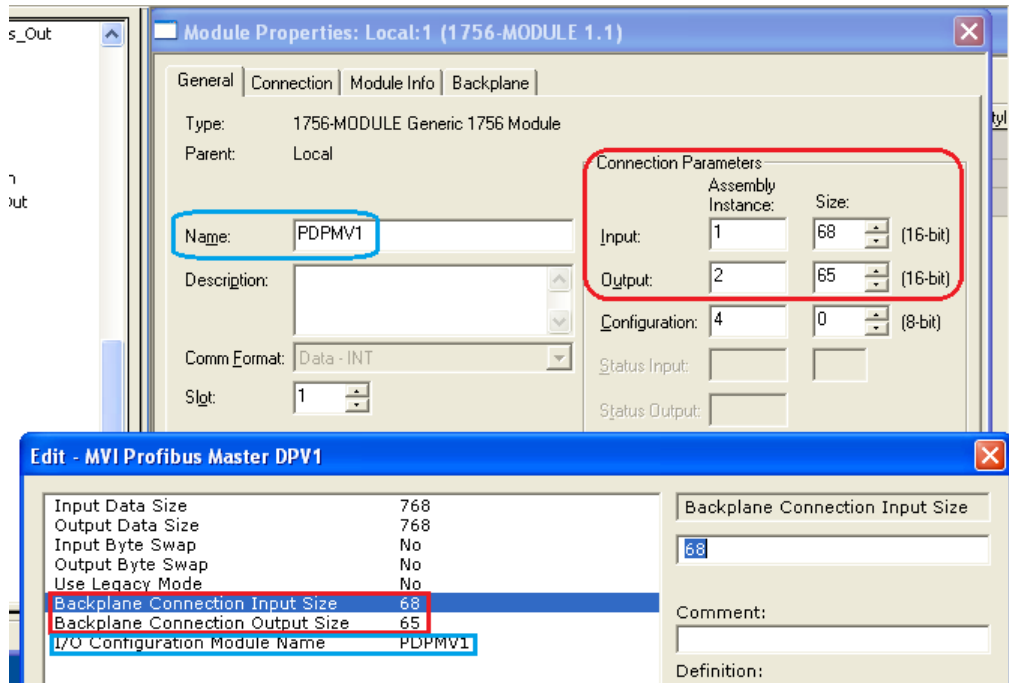 s_Out
Module Properties: Local:1 (1756-MODULE 1.1)
General Connection Module Info Backplane
Type: 1756-MODULE Generic 1756 Module
Parent: Local
Connection Parameters
Assembly
Instance: Size:
Name: PDPMV1
Input: 1 68 (16-bit)
Description:
Output: 2 65 (16-bit)
Configuration: 4 0 (8-bit)
Comm Format: Data - INT
Status Input:
Slot: 1
Status Output:
Edit - MVI Profibus Master DPV1
Input Data Size 768
Output Data Size 768
Input Byte Swap No
Output Byte Swap No
Use Legacy Mode No
Backplane Connection Input Size 68
Backplane Connection Output Size 65
I/O Configuration Module Name PDPMV1
Backplane Connection Input Size
68
Comment:
Definition: